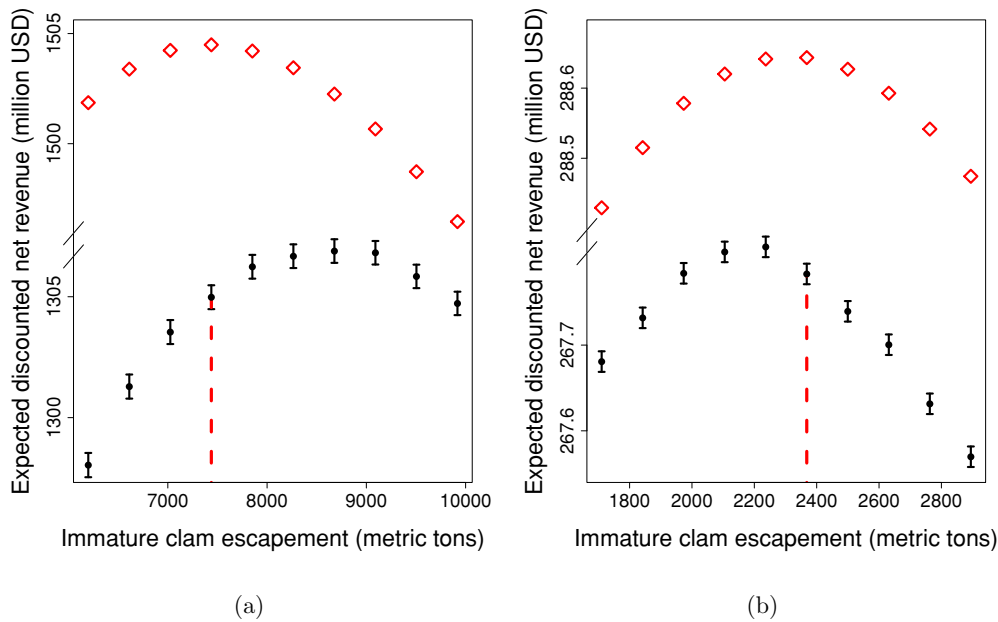 Expected discounted net revenue (million USD)
1505
1500
1305
1300
7000 8000 9000 10000
Immature clam escapement (metric tons)
(a)
Expected discounted net revenue (million USD)
288.6
288.5
267.7
267.6
1800 2000 2200 2400 2600 2800
Immature clam escapement (metric tons)
(b)